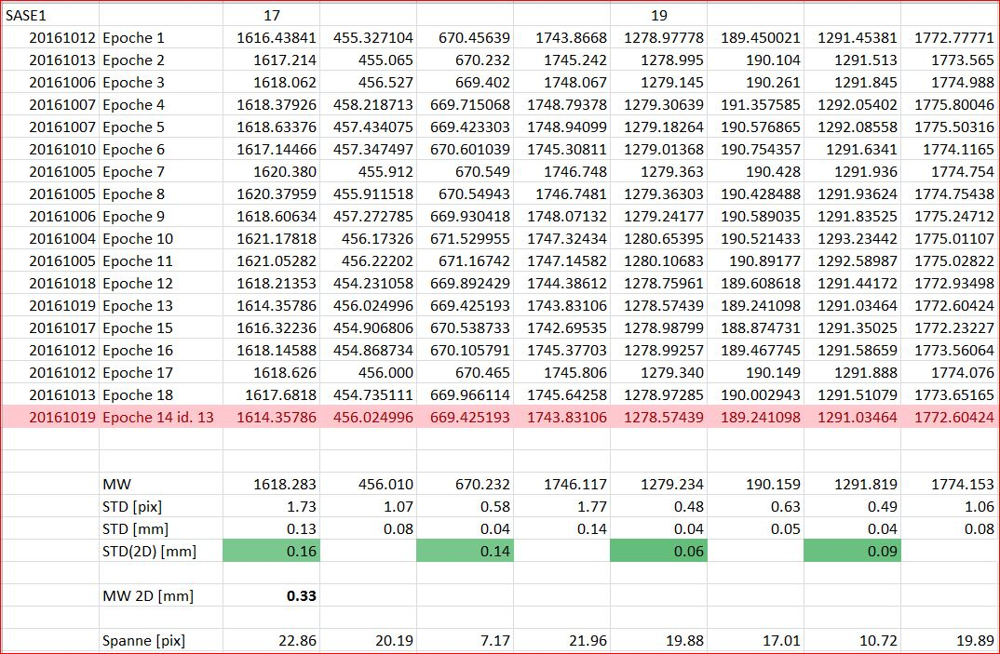 SASE1 17 19
20161012 Epoche 1 1616.43841 455.327104 670.45639 1743.8668 1278.97778 189.450021 1291.45381 1772.77771
20161013 Epoche 2 1617.214 455.065 670.232 1745.242 1278.995 190.104 1291.513 1773.565
20161006 Epoche 3 1618.062 456.527 669.402 1748.067 1279.145 190.261 1291.845 1774.988
20161007 Epoche 4 1618.37926 458.218713 669.715068 1748.79378 1279.30639 191.357585 1292.05402 1775.80046
20161007 Epoche 5 1618.63376 457.434075 669.423303 1748.94099 1279.18264 190.576865 1292.08558 1775.50316
20161010 Epoche 6 1617.14466 457.347497 670.601039 1745.30811 1279.01368 190.754357 1291.6341 1774.1165
20161005 Epoche 7 1620.380 455.912 670.549 1746.748 1279.363 190.428 1291.936 1774.754
20161005 Epoche 8 1620.37959 455.911518 670.54943 1746.7481 1279.36303 190.428488 1291.93624 1774.75438
20161006 Epoche 9 1618.60634 457.272785 669.930418 1748.07132 1279.24177 190.589035 1291.83525 1775.24712
20161004 Epoche 10 1621.17818 456.17326 671.529955 1747.32434 1280.65395 190.521433 1293.23442 1775.01107
20161005 Epoche 11 1621.05282 456.22202 671.16742 1747.14582 1280.10683 190.89177 1292.58987 1775.02822
20161018 Epoche 12 1618.21353 454.231058 669.892429 1744.38612 1278.75961 189.608618 1291.44172 1772.93498
20161019 Epoche 13 1614.35786 456.024996 669.425193 1743.83106 1278.57439 189.241098 1291.03464 1772.60424
20161017 Epoche 15 1616.32236 454.906806 670.538733 1742.69535 1278.98799 188.874731 1291.35025 1772.23227
20161012 Epoche 16 1618.14588 454.868734 670.105791 1745.37703 1278.99257 189.467745 1291.58659 1773.56064
20161012 Epoche 17 1618.626 456.000 670.465 1745.806 1279.340 190.149 1291.888 1774.076
20161013 Epoche 18 1617.6818 454.735111 669.966114 1745.64258 1278.97285 190.002943 1291.51079 1773.65165
20161019 Epoche 14 id. 13 1614.35786 456.024996 669.425193 1743.83106 1278.57439 189.241098 1291.03464 1772.60424
MW 1618.283 456.010 670.232 1746.117 1279.234 190.159 1291.819 1774.153
STD [pix] 1.73 1.07 0.58 1.77 0.48 0.63 0.49 1.06
STD [mm] 0.13 0.08 0.04 0.14 0.04 0.05 0.04 0.08
STD(2D) [mm] 0.16 0.14 0.06 0.09
MW 2D [mm] 0.33
Spanne [pix] 22.86 20.19 7.17 21.96 19.88 17.01 10.72 19.89